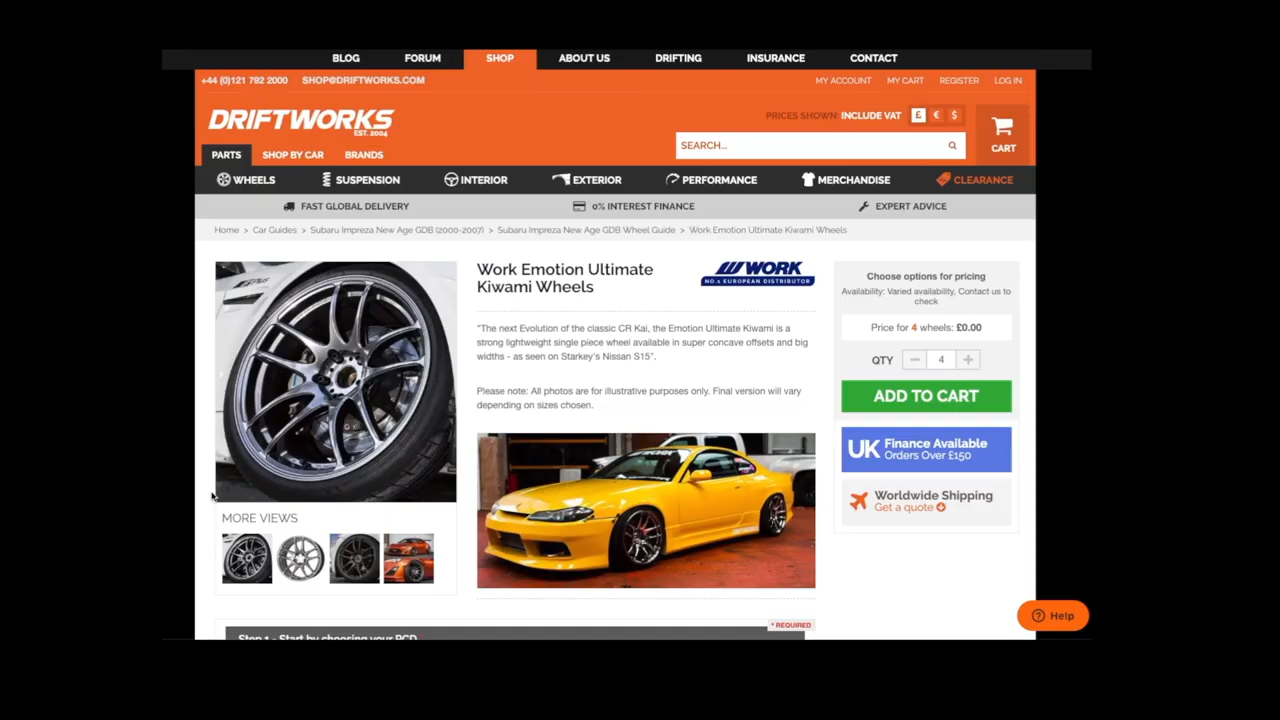 BLOG FORUM SHOP ABOUT US DRIFTING INSURANCE CONTACT
+44 (0)121 792 2000 SHOP@DRIFTWORKS.COM MY ACCOUNT MY CART REGISTER LOG IN
DRIFTWORKS
EST. 2004
PRICES SHOWN: INCLUDE VAT £ € $
SEARCH...
CART
PARTS SHOP BY CAR BRANDS
WHEELS SUSPENSION INTERIOR EXTERIOR PERFORMANCE MERCHANDISE CLEARANCE
FAST GLOBAL DELIVERY 0% INTEREST FINANCE EXPERT ADVICE
Home > Car Guides > Subaru Impreza New Age GDB (2000-2007) > Subaru Impreza New Age GDB Wheel Guide > Work Emotion Ultimate Kiwami Wheels
Work Emotion Ultimate
Kiwami Wheels
WORK
NO.1 EUROPEAN DISTRIBUTOR
"The next Evolution of the classic CR Kai, the Emotion Ultimate Kiwami is a
strong lightweight single piece wheel available in super concave offsets and big
widths - as seen on Starkey's Nissan S15".
Please note: All photos are for illustrative purposes only. Final version will vary
depending on sizes chosen.
Choose options for pricing
Availability: Varied availability, Contact us to
check
Price for 4 wheels: £0.00
QTY 4
ADD TO CART
UK Finance Available
Orders Over £150
Worldwide Shipping
Get a quote
MORE VIEWS
* REQUIRED
Step 1 - Start by choosing your PCD *
Help